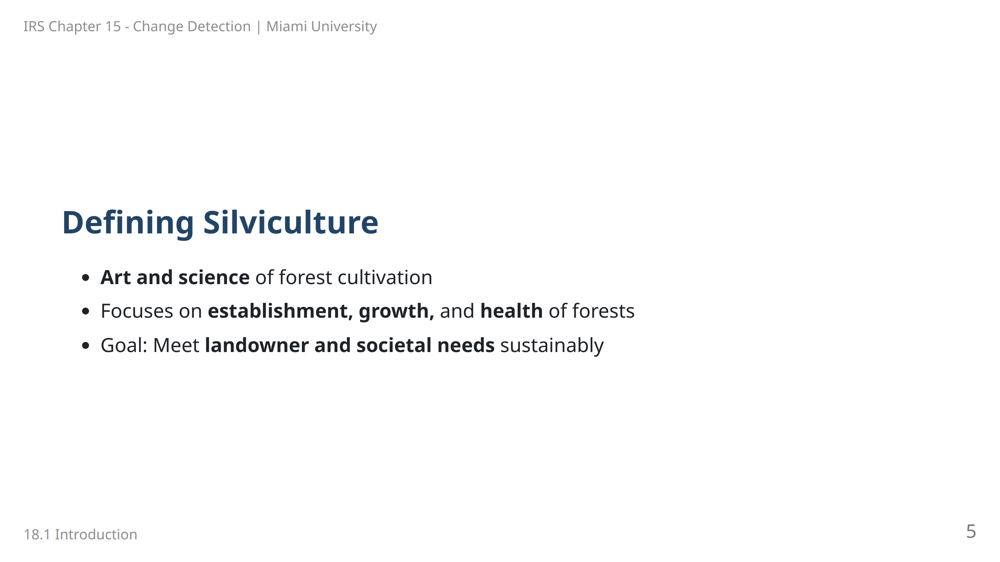 IRS Chapter 15 - Change Detection | Miami University
Defining Silviculture
• Art and science of forest cultivation
• Focuses on establishment, growth, and health of forests
• Goal: Meet landowner and societal needs sustainably
18.1 Introduction
5